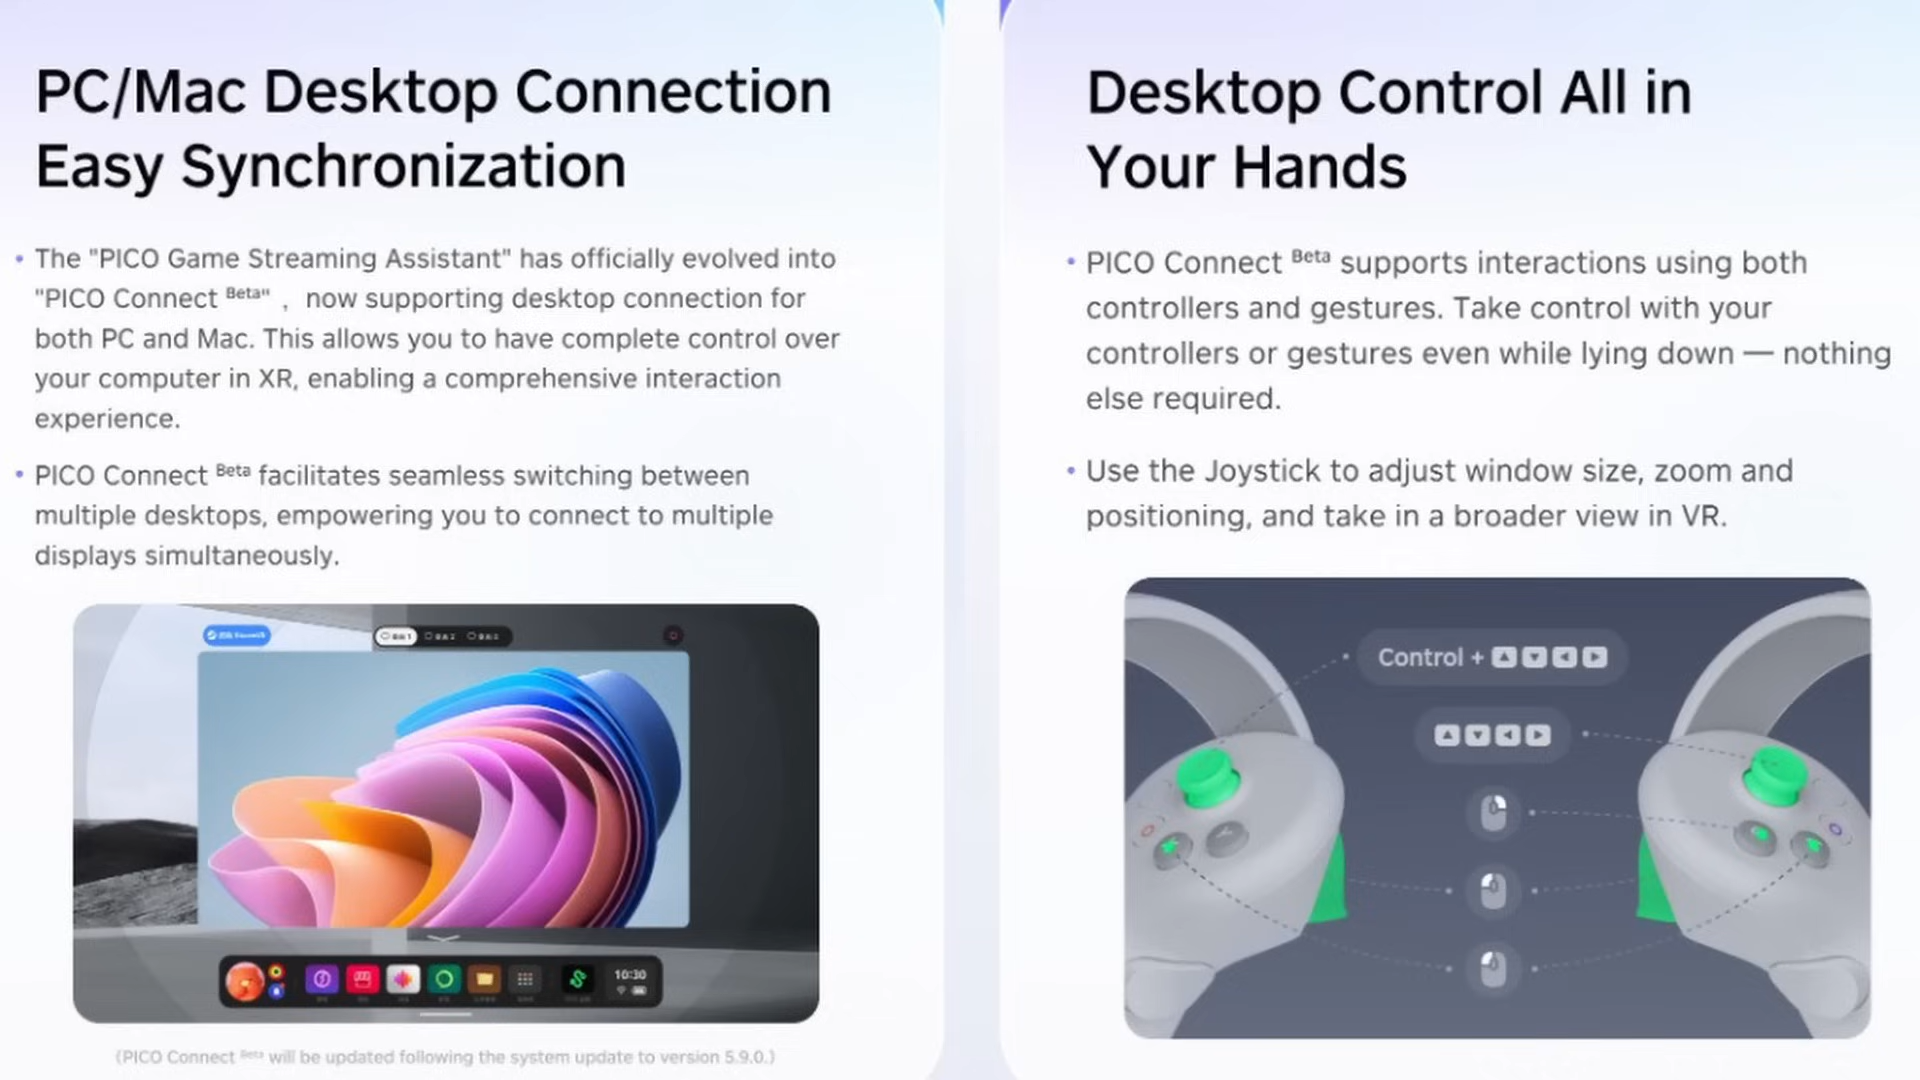 PC/Mac Desktop Connection
Easy Synchronization
• The "PICO Game Streaming Assistant" has officially evolved into
"PICO Connect Beta" ，now supporting desktop connection for
both PC and Mac. This allows you to have complete control over
your computer in XR, enabling a comprehensive interaction
experience.
• PICO Connect Beta facilitates seamless switching between
multiple desktops, empowering you to connect to multiple
displays simultaneously.
10:30
(PICO Connect Beta will be updated following the system update to version 5.9.0.)
Desktop Control All in
Your Hands
• PICO Connect Beta supports interactions using both
controllers and gestures. Take control with your
controllers or gestures even while lying down — nothing
else required.
• Use the Joystick to adjust window size, zoom and
positioning, and take in a broader view in VR.
Control +